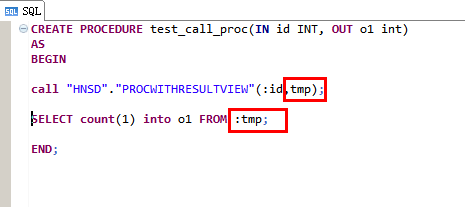 SQL
CREATE PROCEDURE test_call_proc(IN id INT, OUT o1 int)
AS
BEGIN
call "HNSD"."PROCWITHRESULTVIEW"(:id,tmp);
SELECT count(1) into o1 FROM :tmp;
END;